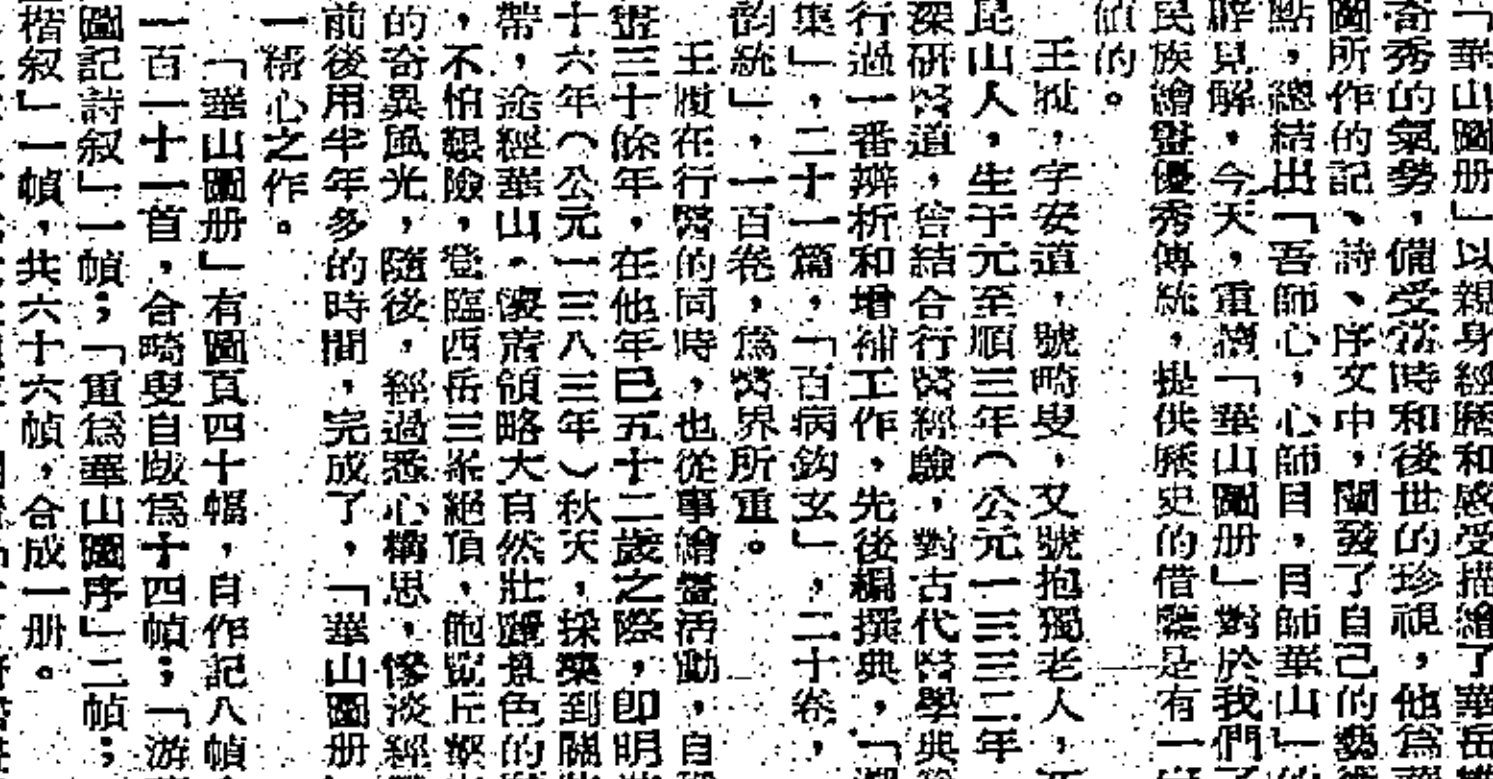 「華山圖册」以親身經歷和感受描繪了華岳
奇秀的氣勢，備受當時和後世的珍視，他爲
圖所作的記、詩、序文中，闡發了自己的藝
點，總結出「吾師心，心師目，目師華山」的
辟見解，今天，重讀「華山圖册」對於我們了
民族繪畫優秀傳統，提供歷史的借鑒是有一
值的。
王履，字安道，號畸叟，又號抱獨老人，
昆山人，生于元至順三年（公元一三三二年
深研醫道，嘗結合行醫經驗，對古代醫學典
行過一番辨析和增補工作，先後編撰典，「
集」，二十一篇，「百病鈎玄」，二十卷，
韵統」，一百卷，爲醫界所重。
王履在行醫的同時，也從事繪畫活動，自
三十餘年，在他年已五十二歲之際，即明
十六年（公元一三八三年）秋天，採藥到關
帶，途經華山，懷着領略大自然壯麗景色的
，不怕艱險，登臨西岳三条絕頂，飽覽丘壑
的奇異風光，隨後，經過悉心構思，慘淡經
前後用半年多的時間，完成了，「華山圖册
一精心之作。
「華山圖册」有圖頁四十幅，自作記八幀
一百一十一首，合畸叟自跋爲十四幀；「游
圖記詩叙」一幀；「重爲華山圖序」二幀；
楷叙」一幀，共六十六幀，合成一册。